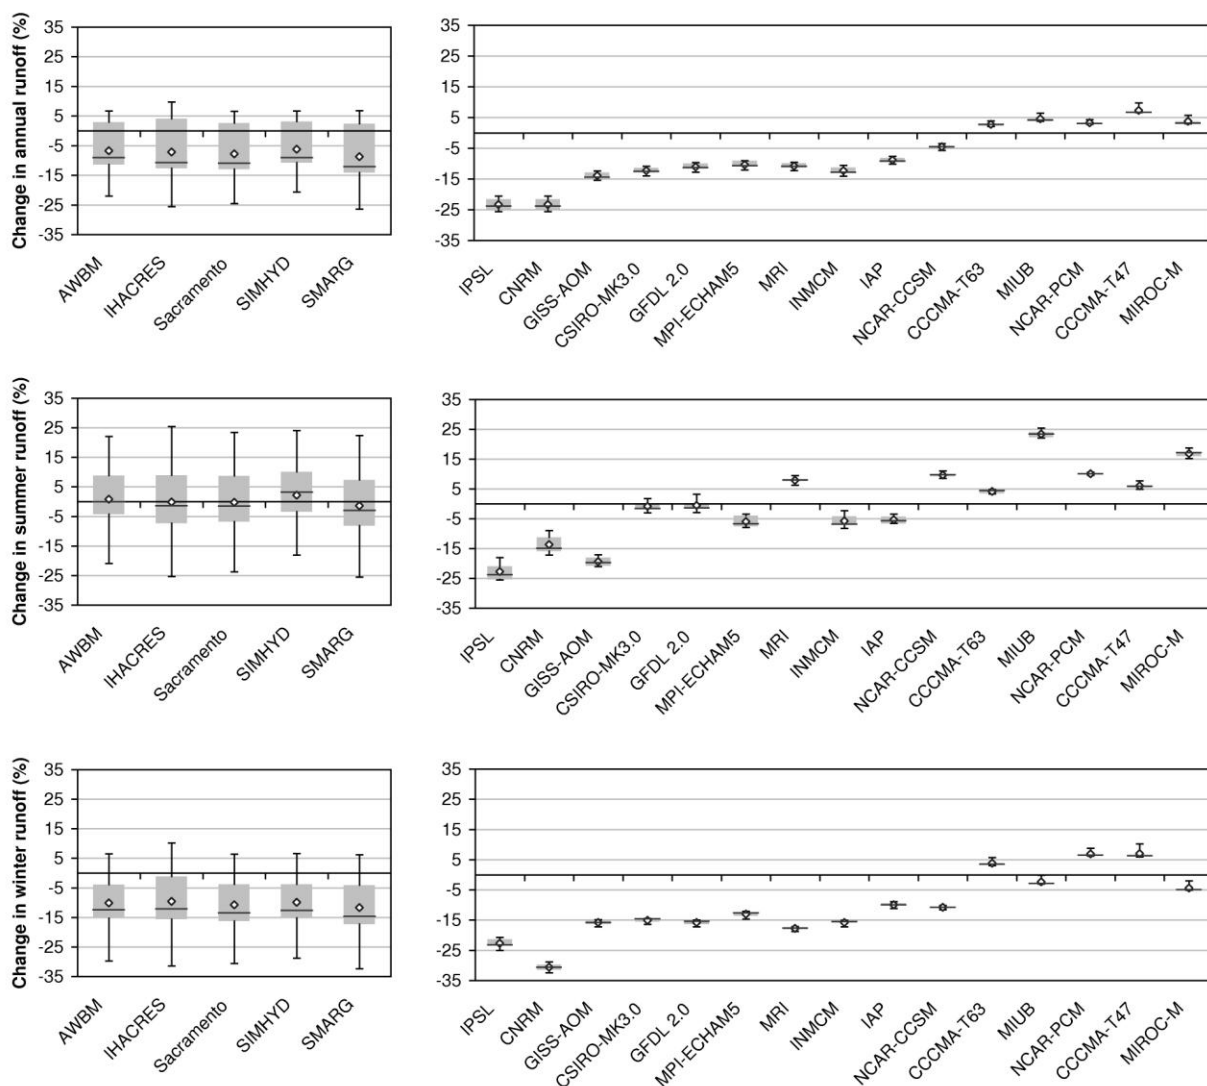 Change in annual runoff (%)
35
25
15
5
-5
-15
-25
-35
AWBM
IHACRES
Sacramento
SIMHYD
SMARG
35
25
15
5
-5
-15
-25
-35
IPSL
CNRM
GISS-AOM
CSIRO-MK3.0
GFDL 2.0
MPI-ECHAM5
MRI
INMCM
IAP
NCAR-CCSM
CCCMA-T63
MIUB
NCAR-PCM
CCCMA-T47
MIROC-M
Change in summer runoff (%)
35
25
15
5
-5
-15
-25
-35
AWBM
IHACRES
Sacramento
SIMHYD
SMARG
35
25
15
5
-5
-15
-25
-35
IPSL
CNRM
GISS-AOM
CSIRO-MK3.0
GFDL 2.0
MPI-ECHAM5
MRI
INMCM
IAP
NCAR-CCSM
CCCMA-T63
MIUB
NCAR-PCM
CCCMA-T47
MIROC-M
Change in winter runoff (%)
35
25
15
5
-5
-15
-25
-35
AWBM
IHACRES
Sacramento
SIMHYD
SMARG
35
25
15
5
-5
-15
-25
-35
IPSL
CNRM
GISS-AOM
CSIRO-MK3.0
GFDL 2.0
MPI-ECHAM5
MRI
INMCM
IAP
NCAR-CCSM
CCCMA-T63
MIUB
NCAR-PCM
CCCMA-T47
MIROC-M